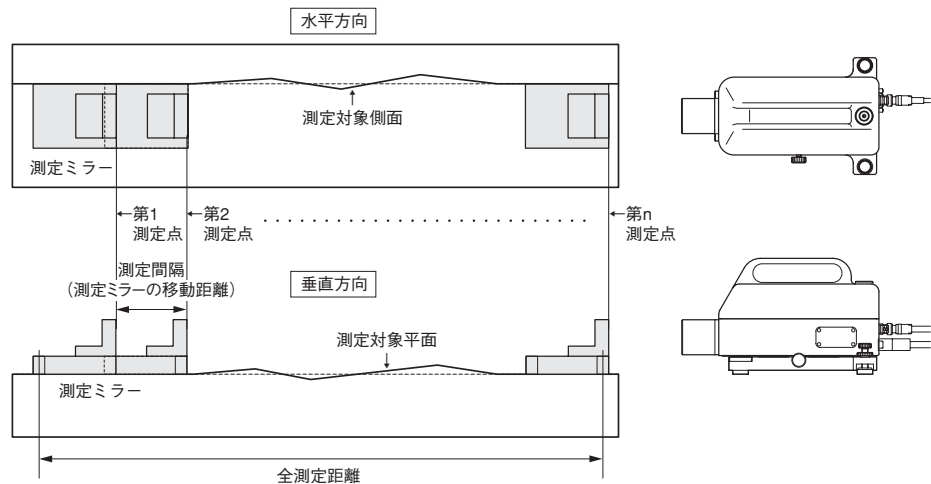 水平方向
測定対象側面
測定ミラー
←第1
測定点
←第2
測定点
←第n
測定点
測定間隔
(測定ミラーの移動距離)
垂直方向
測定対象平面
測定ミラー
全測定距離